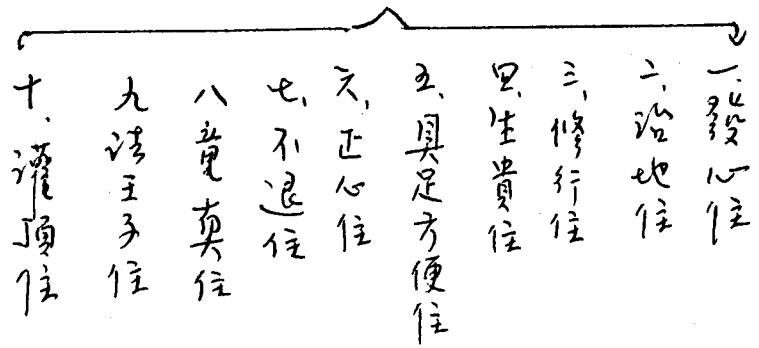 一、發心住
二、治地住
三、修行住
四、生貴住
五、具足方便住
六、正心住
七、不退住
八童真住
九法王子住
十、灌頂住